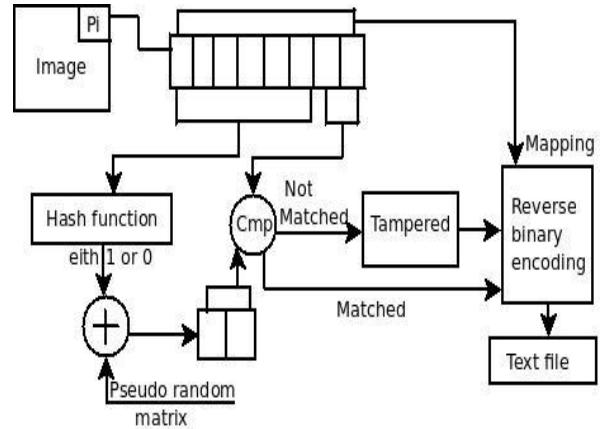 Pi
Image
Mapping
Hash function
eith 1 or 0
Cmp
Not
Matched
Tampered
Reverse
binary
encoding
Matched
Text file
Pseudo random
matrix